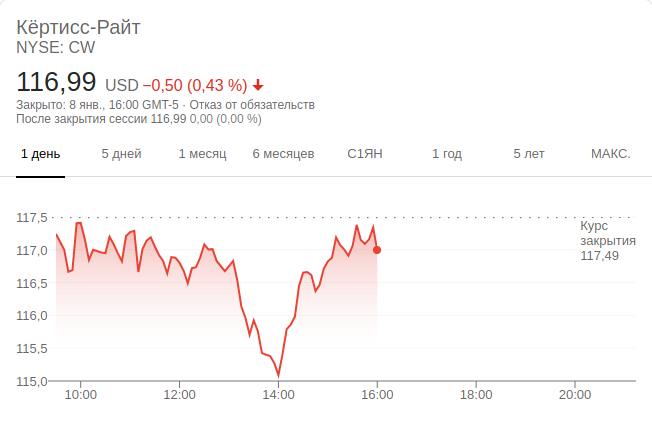 Кёртисс-Райт
NYSE: CW
116,99 USD −0,50 (0,43 %)
Закрыто: 8 янв., 16:00 GMT-5 · Отказ от обязательств
После закрытия сессии 116,99 0,00 (0,00 %)
1 день 5 дней 1 месяц 6 месяцев С1ЯН 1 год 5 лет МАКС.
117,5
Курс
закрытия
117,49
117,0
116,5
116,0
115,5
115,0
10:00 12:00 14:00 16:00 18:00 20:00